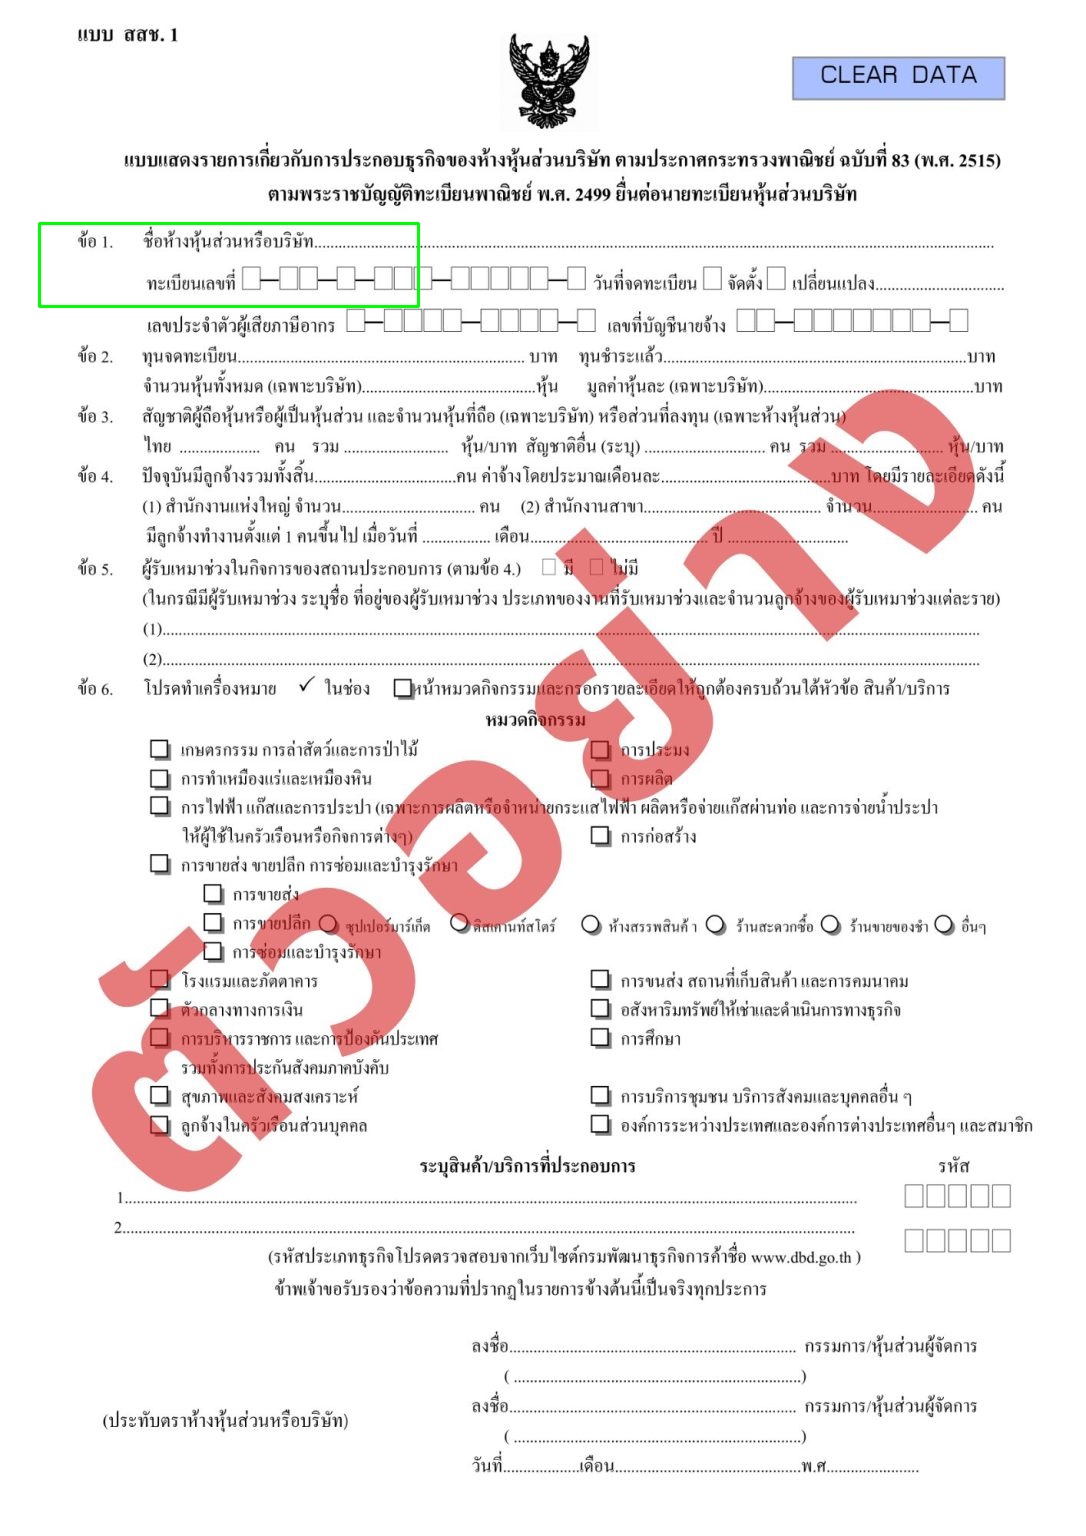 แบบ สสช. 1
CLEAR DATA
แบบแสดงรายการเกี่ยวกับการประกอบธุรกิจของห้างหุ้นส่วนบริษัท ตามประกาศกระทรวงพาณิชย์ ฉบับที่ 83 (พ.ศ. 2515)
ตามพระราชบัญญัติทะเบียนพาณิชย์ พ.ศ. 2499 ยื่นต่อนายทะเบียนหุ้นส่วนบริษัท
ข้อ 1. ชื่อห้างหุ้นส่วนหรือบริษัท
ทะเบียนเลขที่ วันที่จดทะเบียน จัดตั้ง เปลี่ยนแปลง
เลขประจำตัวผู้เสียภาษีอากร เลขที่บัญชีนายจ้าง
ข้อ 2. ทุนจดทะเบียน บาท ทุนชำระแล้ว บาท
จำนวนหุ้นทั้งหมด (เฉพาะบริษัท) หุ้น มูลค่าหุ้นละ (เฉพาะบริษัท) บาท
ข้อ 3. สัญชาติผู้ถือหุ้นหรือผู้เป็นหุ้นส่วน และจำนวนหุ้นที่ถือ (เฉพาะบริษัท) หรือส่วนที่ลงทุน (เฉพาะห้างหุ้นส่วน)
ไทย คน รวม หุ้น/บาท สัญชาติอื่น (ระบุ) คน รวม หุ้น/บาท
ข้อ 4. ปัจจุบันมีลูกจ้างรวมทั้งสิ้น คน ค่าจ้างโดยประมาณเดือนละ บาท โดยมีรายละเอียดดังนี้
(1) สำนักงานแห่งใหญ่ จำนวน คน (2) สำนักงานสาขา จำนวน คน
มีลูกจ้างทำงานตั้งแต่ 1 คนขึ้นไป เมื่อวันที่ เดือน ปี
ข้อ 5. ผู้รับเหมาช่วงในกิจการของสถานประกอบการ (ตามข้อ 4.) มี ไม่มี
(ในกรณีมีผู้รับเหมาช่วง ระบุชื่อ ที่อยู่ของผู้รับเหมาช่วง ประเภทของงานที่รับเหมาช่วงและจำนวนลูกจ้างของผู้รับเหมาช่วงแต่ละราย)
(1)
(2)
ข้อ 6. โปรดทำเครื่องหมาย ✓ ในช่อง หน้าหมวดกิจกรรมและกรอกรายละเอียดให้ถูกต้องครบถ้วนใต้หัวข้อ สินค้า/บริการ
หมวดกิจกรรม
เกษตรกรรม การล่าสัตว์และการป่าไม้ การประมง
การทำเหมืองแร่และเหมืองหิน การผลิต
การไฟฟ้า แก๊สและการประปา (เฉพาะการผลิตหรือจำหน่ายกระแสไฟฟ้า ผลิตหรือจ่ายแก๊สผ่านท่อ และการจ่ายน้ำประปา
ให้ผู้ใช้ในครัวเรือนหรือกิจการต่างๆ) การก่อสร้าง
การขายส่ง ขายปลีก การซ่อมและบำรุงรักษา
การขายส่ง
การขายปลีก ซุปเปอร์มาร์เก็ต ดิสเคานท์สโตร์ ห้างสรรพสินค้า ร้านสะดวกซื้อ ร้านขายของชำ อื่นๆ
การซ่อมและบำรุงรักษา
โรงแรมและภัตตาคาร การขนส่ง สถานที่เก็บสินค้า และการคมนาคม
ตัวกลางทางการเงิน อสังหาริมทรัพย์ให้เช่าและดำเนินการทางธุรกิจ
การบริหารราชการ และการป้องกันประเทศ การศึกษา
รวมทั้งการประกันสังคมภาคบังคับ
สุขภาพและสังคมสงเคราะห์ การบริการชุมชน บริการสังคมและบุคคลอื่น ๆ
ลูกจ้างในครัวเรือนส่วนบุคคล องค์การระหว่างประเทศและองค์การต่างประเทศอื่นๆ และสมาชิก
ระบุสินค้า/บริการที่ประกอบการ รหัส
1
2
(รหัสประเภทธุรกิจโปรดตรวจสอบจากเว็บไซต์กรมพัฒนาธุรกิจการค้าชื่อ www.dbd.go.th )
ข้าพเจ้าขอรับรองว่าข้อความที่ปรากฏในรายการข้างต้นนี้เป็นจริงทุกประการ
ลงชื่อ กรรมการ/หุ้นส่วนผู้จัดการ
( )
ลงชื่อ กรรมการ/หุ้นส่วนผู้จัดการ
(ประทับตราห้างหุ้นส่วนหรือบริษัท)
( )
วันที่ เดือน พ.ศ.
ตัวอย่าง